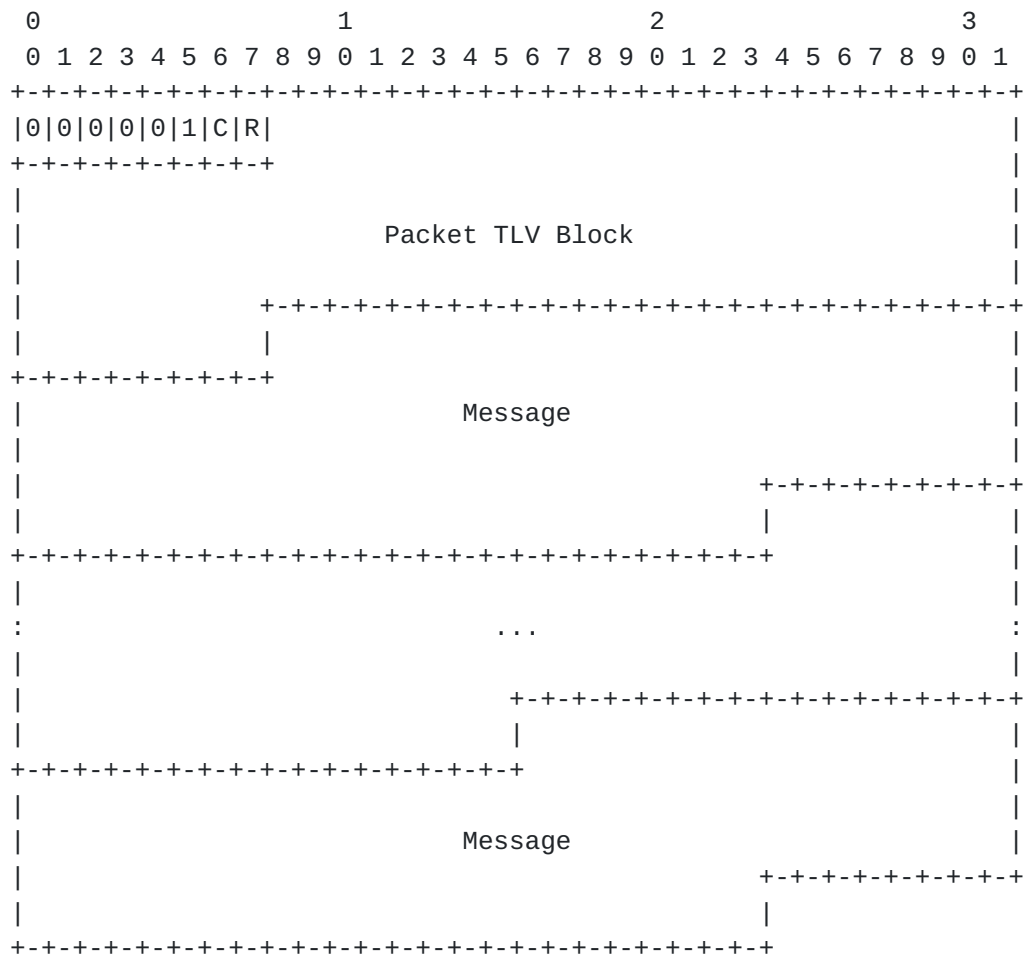 0                   1                   2                   3
 0 1 2 3 4 5 6 7 8 9 0 1 2 3 4 5 6 7 8 9 0 1 2 3 4 5 6 7 8 9 0 1
+-+-+-+-+-+-+-+-+-+-+-+-+-+-+-+-+-+-+-+-+-+-+-+-+-+-+-+-+-+-+-+-+
|0|0|0|0|0|1|C|R|                                               |
+-+-+-+-+-+-+-+-+                                               |
|                                                               |
|                       Packet TLV Block                        |
|                                                               |
|               +-+-+-+-+-+-+-+-+-+-+-+-+-+-+-+-+-+-+-+-+-+-+-+-+
|               |                                               |
+-+-+-+-+-+-+-+-+                                               |
|                            Message                            |
|                                                               |
|                                               +-+-+-+-+-+-+-+-+
|                                               |               |
+-+-+-+-+-+-+-+-+-+-+-+-+-+-+-+-+-+-+-+-+-+-+-+-+               |
|                                                               |
:                              ...                              :
|                                                               |
|                               +-+-+-+-+-+-+-+-+-+-+-+-+-+-+-+-+
|                               |                               |
+-+-+-+-+-+-+-+-+-+-+-+-+-+-+-+-+                               |
|                                                               |
|                            Message                            |
|                                               +-+-+-+-+-+-+-+-+
|                                               |
+-+-+-+-+-+-+-+-+-+-+-+-+-+-+-+-+-+-+-+-+-+-+-+-+